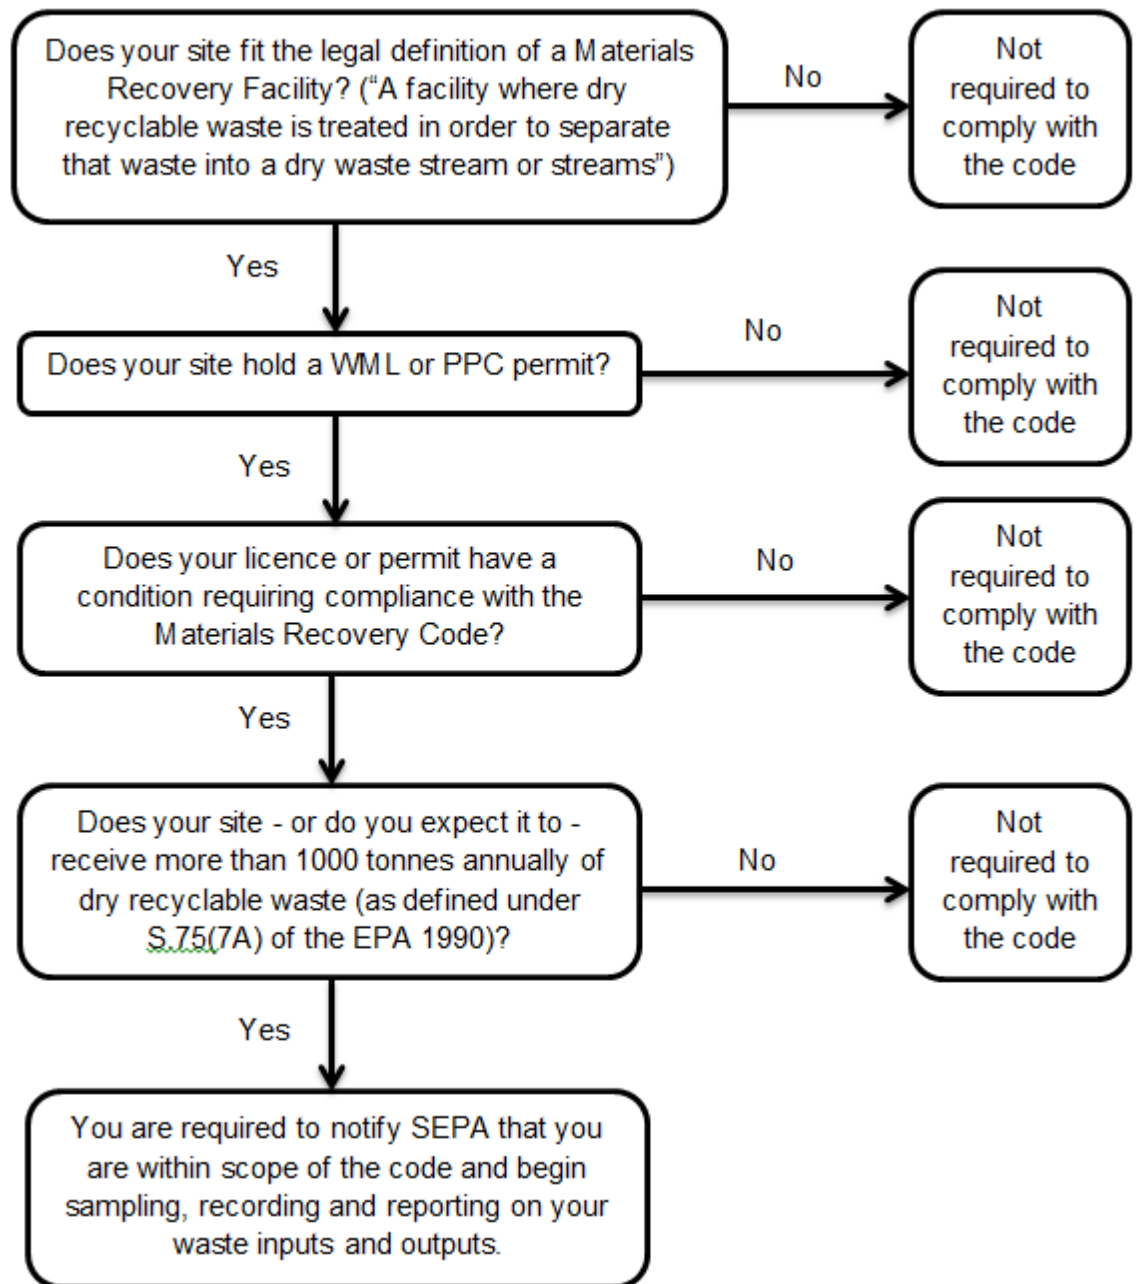 Does your site fit the legal definition of a Materials
Recovery Facility? (“A facility where dry
recyclable waste is treated in order to separate
that waste into a dry waste stream or streams”)
No
Not
required to
comply with
the code
Yes
Does your site hold a WML or PPC permit?
No
Not
required to
comply with
the code
Yes
Does your licence or permit have a
condition requiring compliance with the
Materials Recovery Code?
No
Not
required to
comply with
the code
Yes
Does your site - or do you expect it to -
receive more than 1000 tonnes annually of
dry recyclable waste (as defined under
S.75(7A) of the EPA 1990)?
No
Not
required to
comply with
the code
Yes
You are required to notify SEPA that you
are within scope of the code and begin
sampling, recording and reporting on your
waste inputs and outputs.